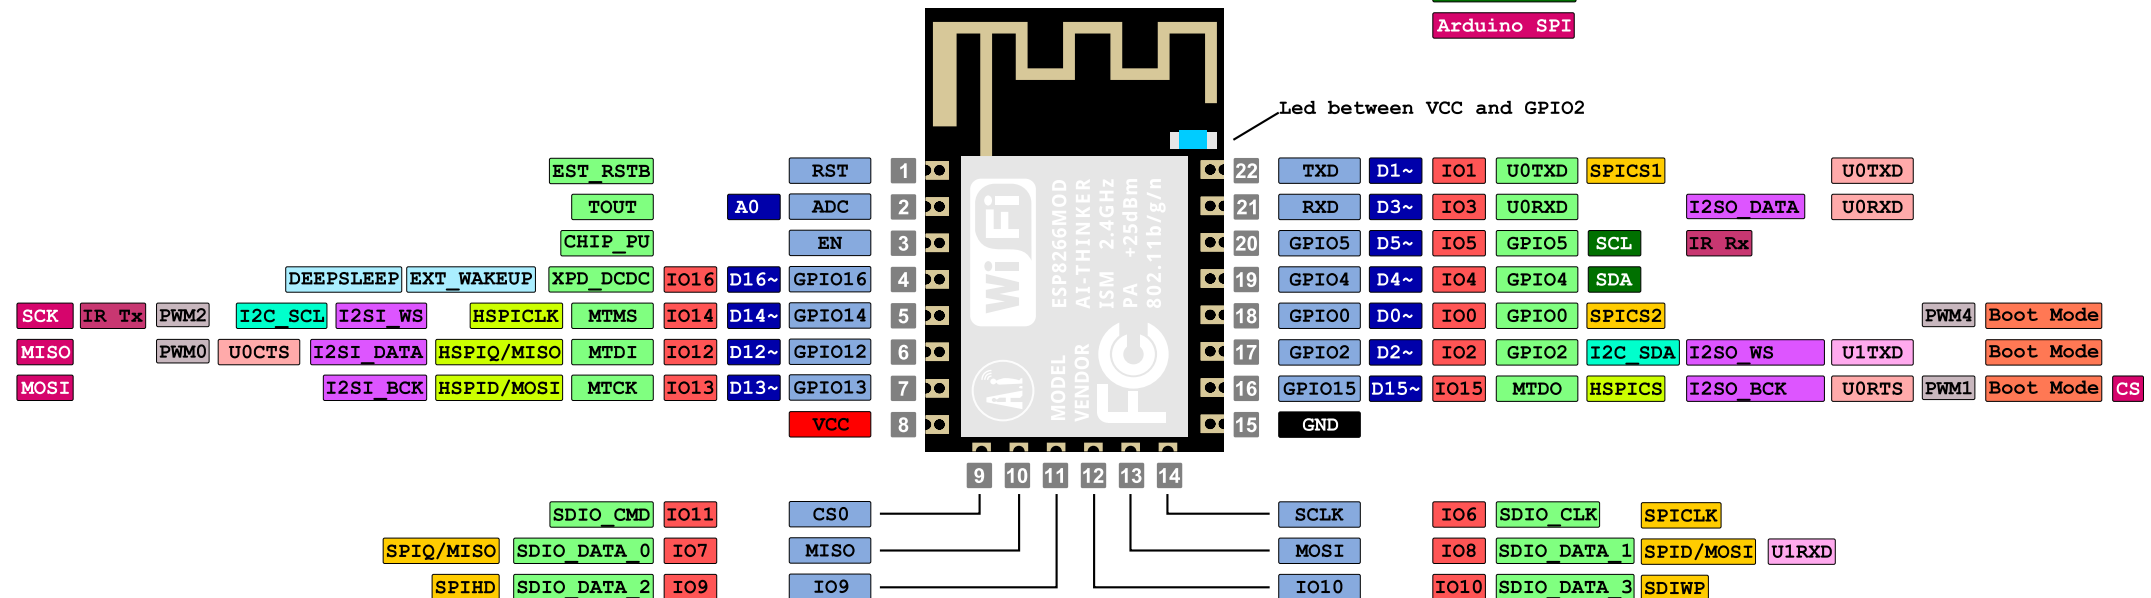 Arduino SPI
Led between VCC and GPIO2
EST_RSTB RST 1 22 TXD D1~ IO1 U0TXD SPICS1 U0TXD
TOUT A0 ADC 2 21 RXD D3~ IO3 U0RXD I2SO_DATA U0RXD
CHIP_PU EN 3 20 GPIO5 D5~ IO5 GPIO5 SCL IR Rx
DEEPSLEEP EXT_WAKEUP XPD_DCDC IO16 D16~ GPIO16 4 19 GPIO4 D4~ IO4 GPIO4 SDA
SCK IR Tx PWM2 I2C_SCL I2SI_WS HSPICLK MTMS IO14 D14~ GPIO14 5 18 GPIO0 D0~ IO0 GPIO0 SPICS2 PWM4 Boot Mode
MISO PWM0 U0CTS I2SI_DATA HSPIQ/MISO MTDI IO12 D12~ GPIO12 6 17 GPIO2 D2~ IO2 GPIO2 I2C_SDA I2SO_WS U1TXD Boot Mode
MOSI I2SI_BCK HSPID/MOSI MTCK IO13 D13~ GPIO13 7 16 GPIO15 D15~ IO15 MTDO HSPICS I2SO_BCK U0RTS PWM1 Boot Mode CS
VCC 8 15 GND
WiFi
MODEL ESP8266MOD
VENDOR AI-THINKER
ISM 2.4GHz
PA +25dBm
802.11b/g/n
Ai
FC
9 10 11 12 13 14
SDIO_CMD IO11 CS0 SCLK IO6 SDIO_CLK SPICLK
SPIQ/MISO SDIO_DATA_0 IO7 MISO MOSI IO8 SDIO_DATA_1 SPID/MOSI U1RXD
SPIHD SDIO_DATA_2 IO9 IO9 IO10 IO10 SDIO_DATA_3 SDIWP